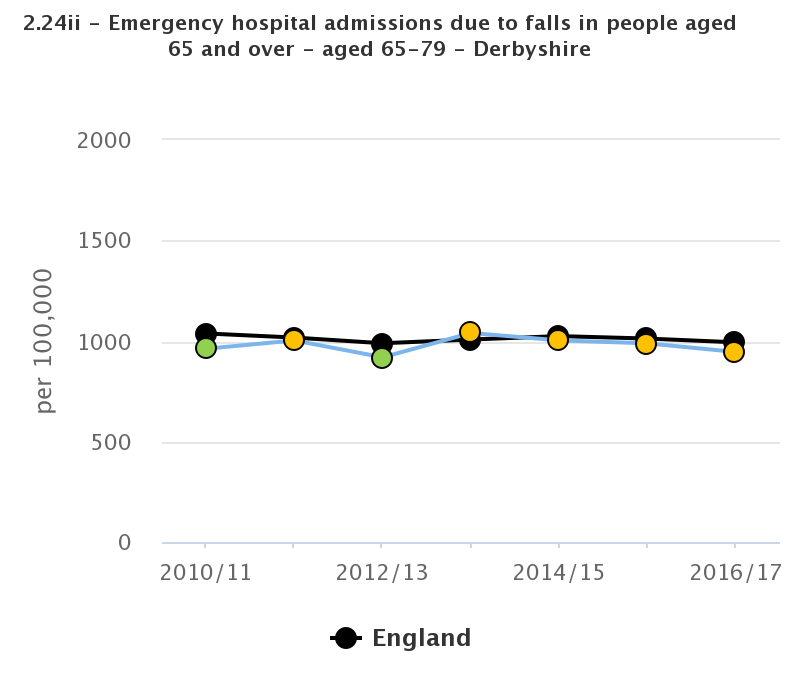 2.24ii – Emergency hospital admissions due to falls in people aged
65 and over – aged 65–79 – Derbyshire
2000
1500
1000
500
0
per 100,000
2010/11 2012/13 2014/15 2016/17
England